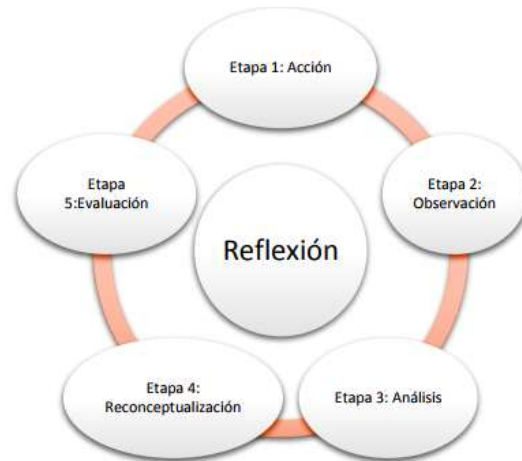 Etapa 1: Acción
Etapa 2:
Observación
Etapa 3: Análisis
Etapa 4:
Reconceptualización
Etapa
5:Evaluación
Reflexión